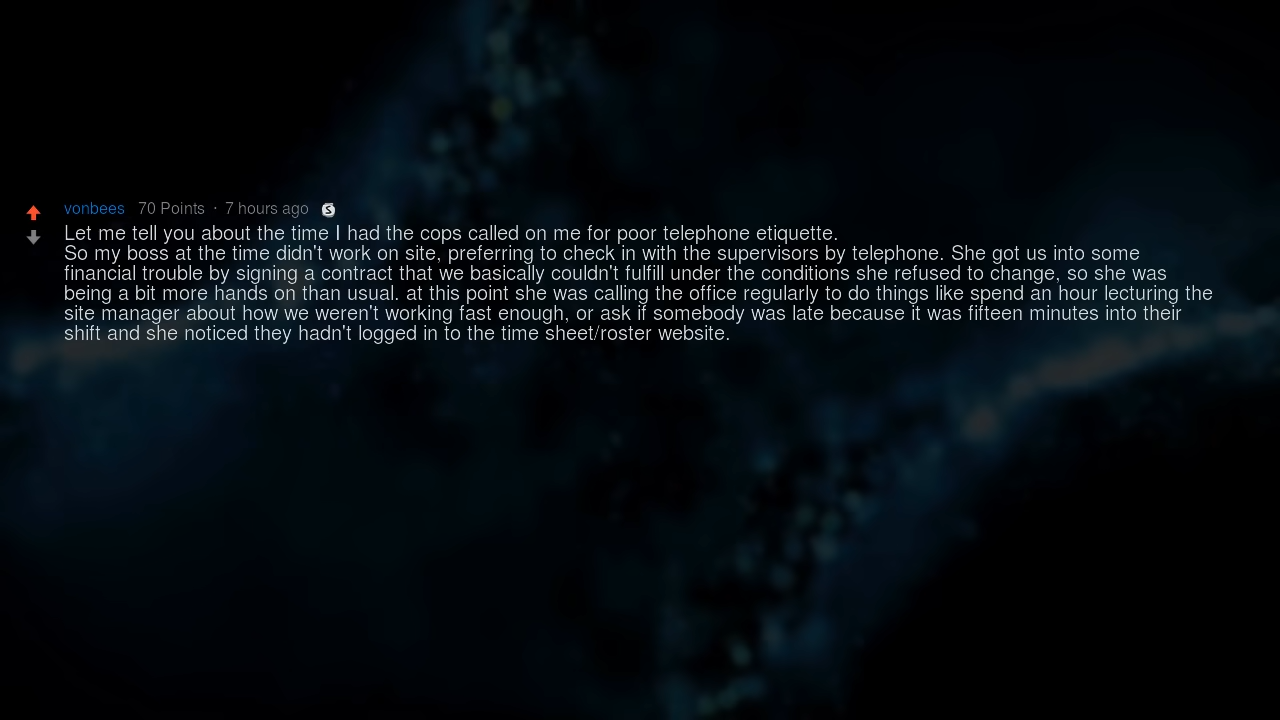 vonbees 70 Points · 7 hours ago S
Let me tell you about the time I had the cops called on me for poor telephone etiquette.
So my boss at the time didn't work on site, preferring to check in with the supervisors by telephone. She got us into some
financial trouble by signing a contract that we basically couldn't fulfill under the conditions she refused to change, so she was
being a bit more hands on than usual. at this point she was calling the office regularly to do things like spend an hour lecturing the
site manager about how we weren't working fast enough, or ask if somebody was late because it was fifteen minutes into their
shift and she noticed they hadn't logged in to the time sheet/roster website.